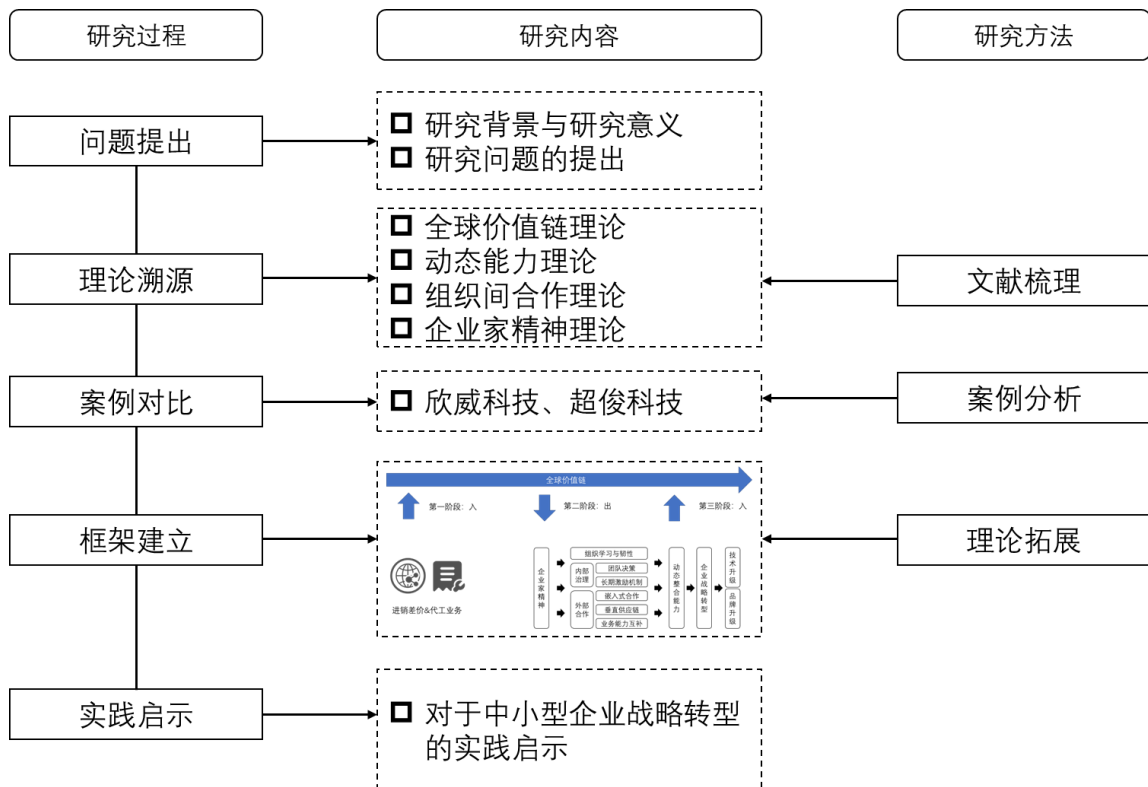 研究过程
研究内容
研究方法
问题提出
研究背景与研究意义
研究问题的提出
理论溯源
全球价值链理论
动态能力理论
组织间合作理论
企业家精神理论
文献梳理
案例对比
欣威科技、超俊科技
案例分析
框架建立
全球价值链
第一阶段：入
第二阶段：出
第三阶段：入
进销差价&代工业务
企业家精神
组织学习与韧性
内部治理
团队决策
长期激励机制
外部合作
嵌入式合作
垂直供应链
业务能力互补
动态整合能力
企业战略转型
技术升级
品牌升级
理论拓展
实践启示
对于中小型企业战略转型
的实践启示